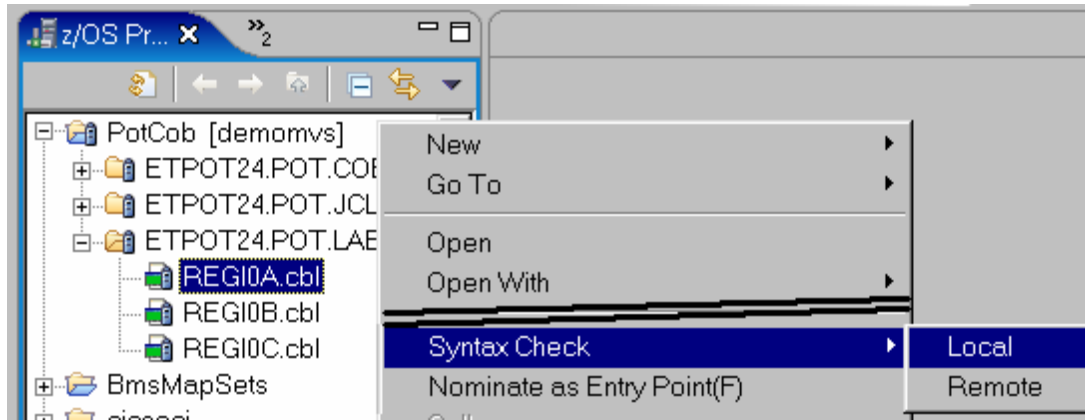 z/OS Pr... »2
PotCob [demomvs]
ETPOT24.POT.COB
ETPOT24.POT.JCL
ETPOT24.POT.LAB
REGI0A.cbl
REGI0B.cbl
REGI0C.cbl
BmsMapSets
New
Go To
Open
Open With
Syntax Check
Nominate as Entry Point(F)
Local
Remote